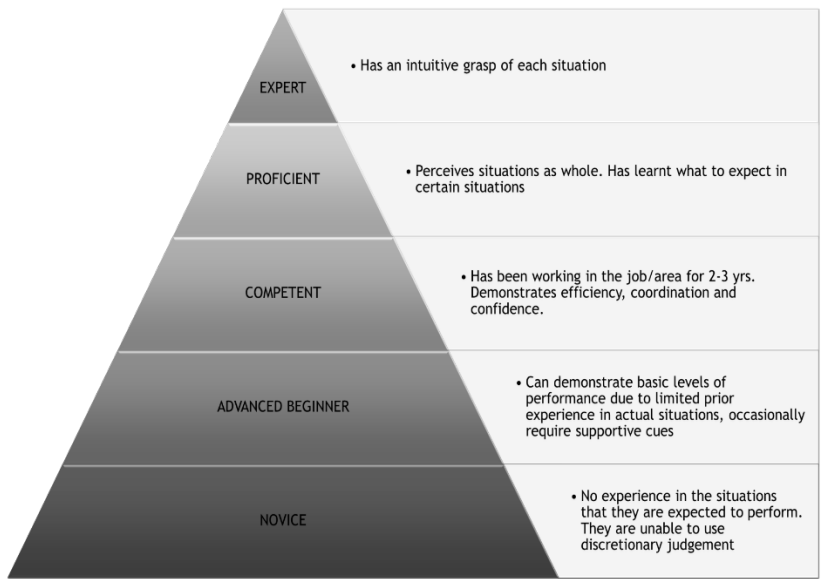 EXPERT
• Has an intuitive grasp of each situation
PROFICIENT
• Perceives situations as whole. Has learnt what to expect in
certain situations
COMPETENT
• Has been working in the job/area for 2-3 yrs.
Demonstrates efficiency, coordination and
confidence.
ADVANCED BEGINNER
• Can demonstrate basic levels of
performance due to limited prior
experience in actual situations, occasionally
require supportive cues
NOVICE
• No experience in the situations
that they are expected to perform.
They are unable to use
discretionary judgement